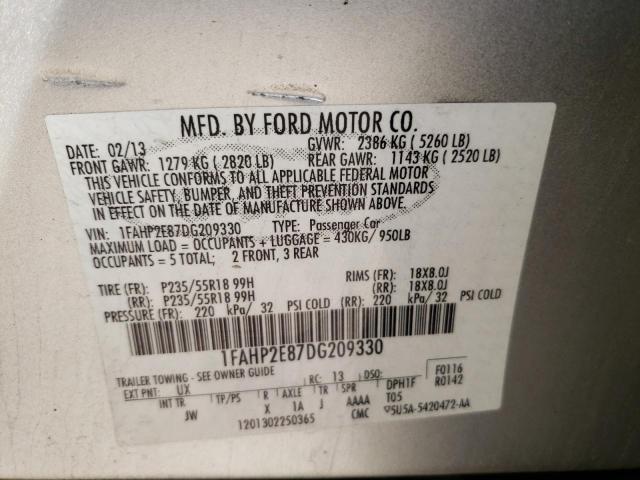 MFD. BY FORD MOTOR CO.
DATE: 02/13 GVWR: 2386 KG ( 5260 LB)
FRONT GAWR: 1279 KG ( 2820 LB) REAR GAWR: 1143 KG ( 2520 LB)
THIS VEHICLE CONFORMS TO ALL APPLICABLE FEDERAL MOTOR
VEHICLE SAFETY, BUMPER, AND THEFT PREVENTION STANDARDS
IN EFFECT ON THE DATE OF MANUFACTURE SHOWN ABOVE.
VIN: 1FAHP2E87DG209330 TYPE: Passenger Car
MAXIMUM LOAD = OCCUPANTS + LUGGAGE = 430KG/ 950LB
OCCUPANTS = 5 TOTAL; 2 FRONT, 3 REAR
TIRE (FR): P235/55R18 99H RIMS (FR): 18X8.0J
(RR): P235/55R18 99H (RR): 18X8.0J
PRESSURE (FR): 220 kPa/ 32 PSI COLD (RR): 220 kPa/ 32 PSI COLD
1FAHP2E87DG209330
TRAILER TOWING - SEE OWNER GUIDE RC: 13 DSO: F0116
EXT PNT: UX R0142
INT TR TP/PS R AXLE TR SPR DPH1F
JW X 1A J AAAA T05
1201302250365 CMC 5U5A-5420472-AA